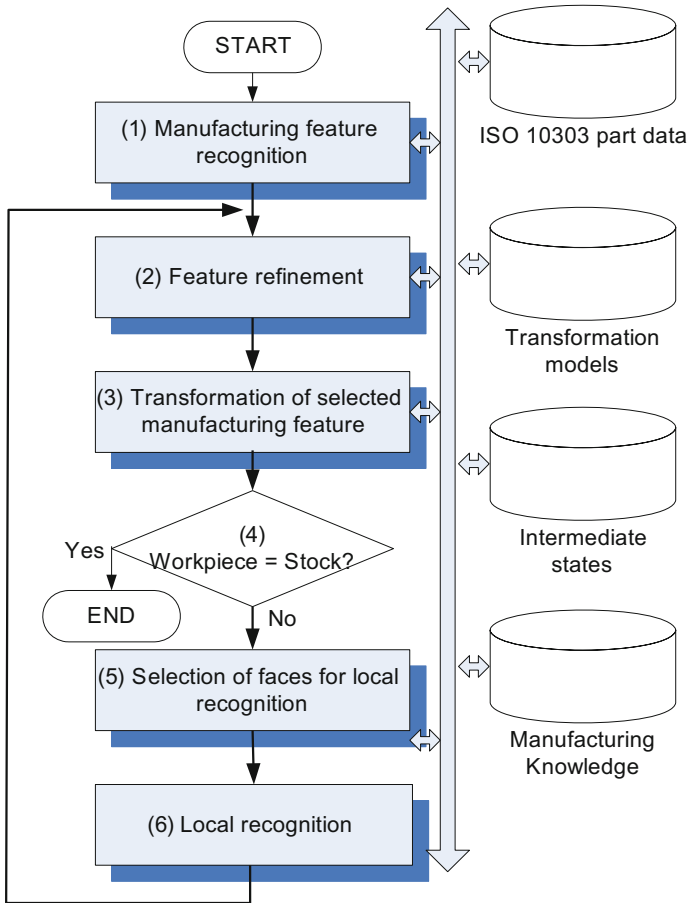 START
(1) Manufacturing feature
recognition
(2) Feature refinement
(3) Transformation of selected
manufacturing feature
(4)
Workpiece = Stock?
Yes
END
No
(5) Selection of faces for local
recognition
(6) Local recognition
ISO 10303 part data
Transformation
models
Intermediate
states
Manufacturing
Knowledge